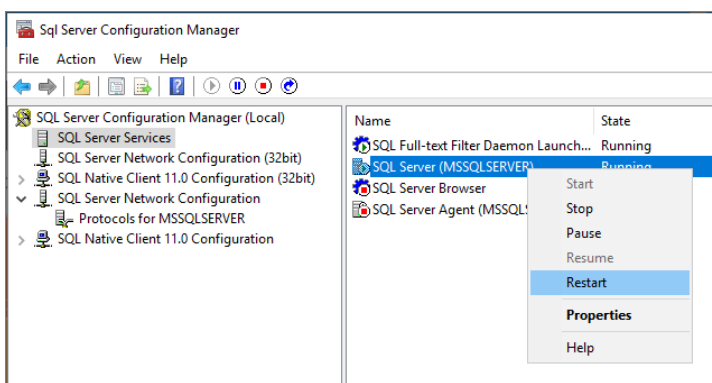 Sql Server Configuration Manager
File Action View Help
SQL Server Configuration Manager (Local)
SQL Server Services
SQL Server Network Configuration (32bit)
SQL Native Client 11.0 Configuration (32bit)
SQL Server Network Configuration
Protocols for MSSQLSERVER
SQL Native Client 11.0 Configuration
Name State
SQL Full-text Filter Daemon Launch... Running
SQL Server (MSSQLSERVER) Running
SQL Server Browser
SQL Server Agent (MSSQLS
Start
Stop
Pause
Resume
Restart
Properties
Help